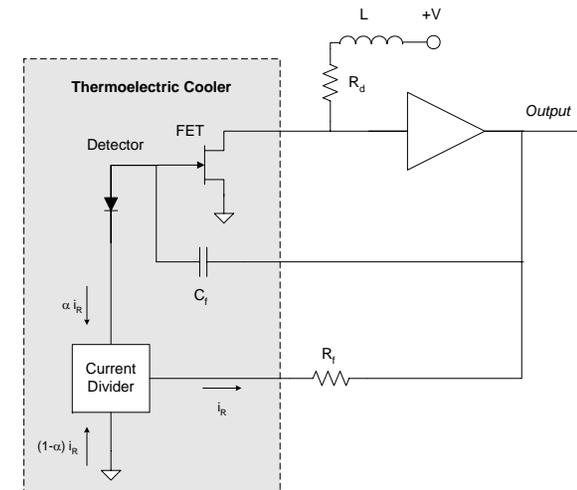 L
+V
Thermoelectric Cooler
R_d
FET
Output
Detector
C_f
α i_R
R_f
Current
Divider
i_R
(1-α) i_R